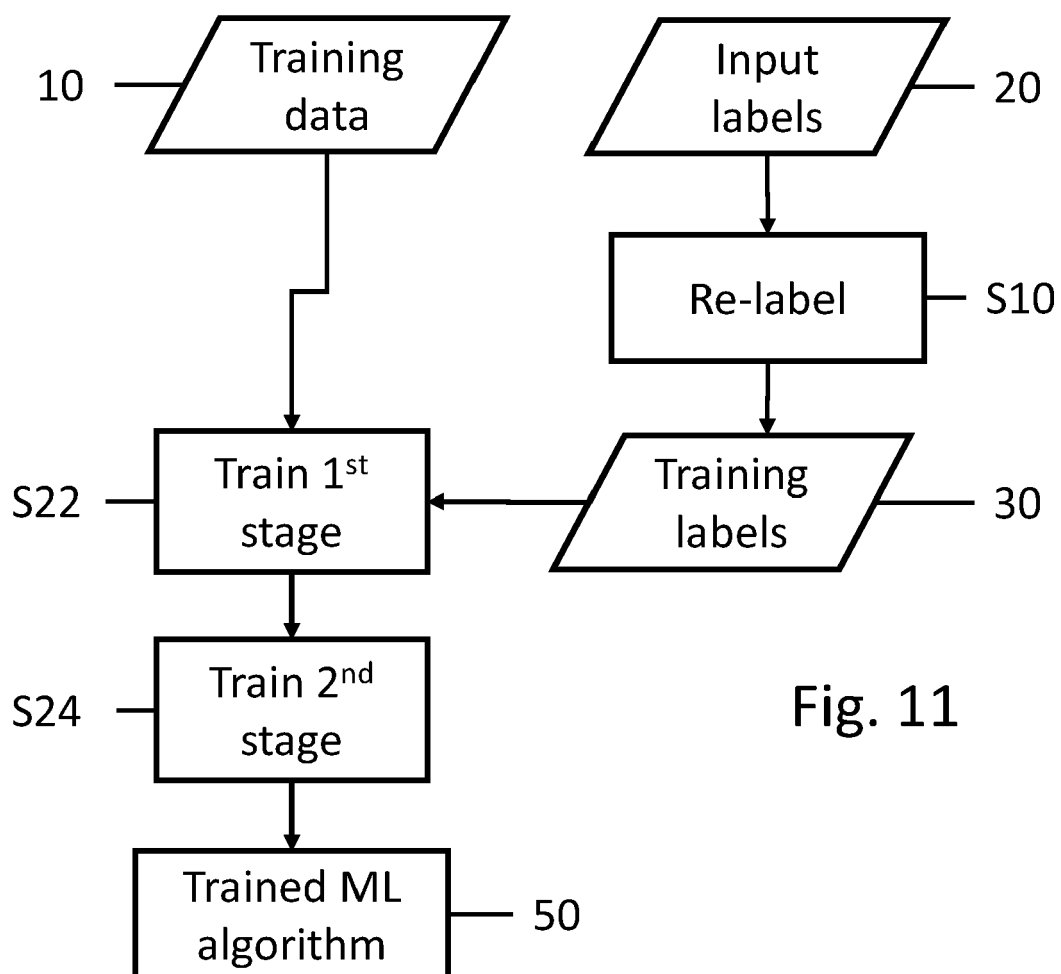 10
Training
data
Input
labels
20
Re-label
S10
S22
Train 1st
stage
Training
labels
30
S24
Train 2nd
stage
Fig. 11
Trained ML
algorithm
50